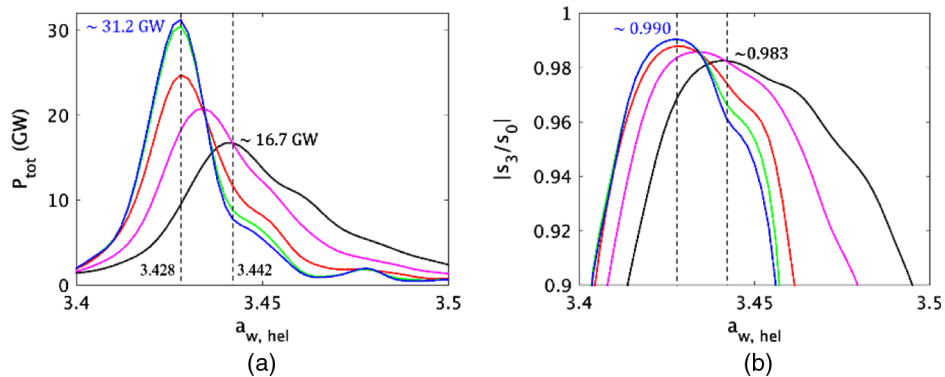 30
20
10
0
P_tot (GW)
~ 31.2 GW
~ 16.7 GW
3.428
3.442
3.4
3.45
3.5
a_w, hel
(a)
1
0.98
0.96
0.94
0.92
0.9
|s_3/s_0|
~ 0.990
~0.983
3.4
3.45
3.5
a_w, hel
(b)